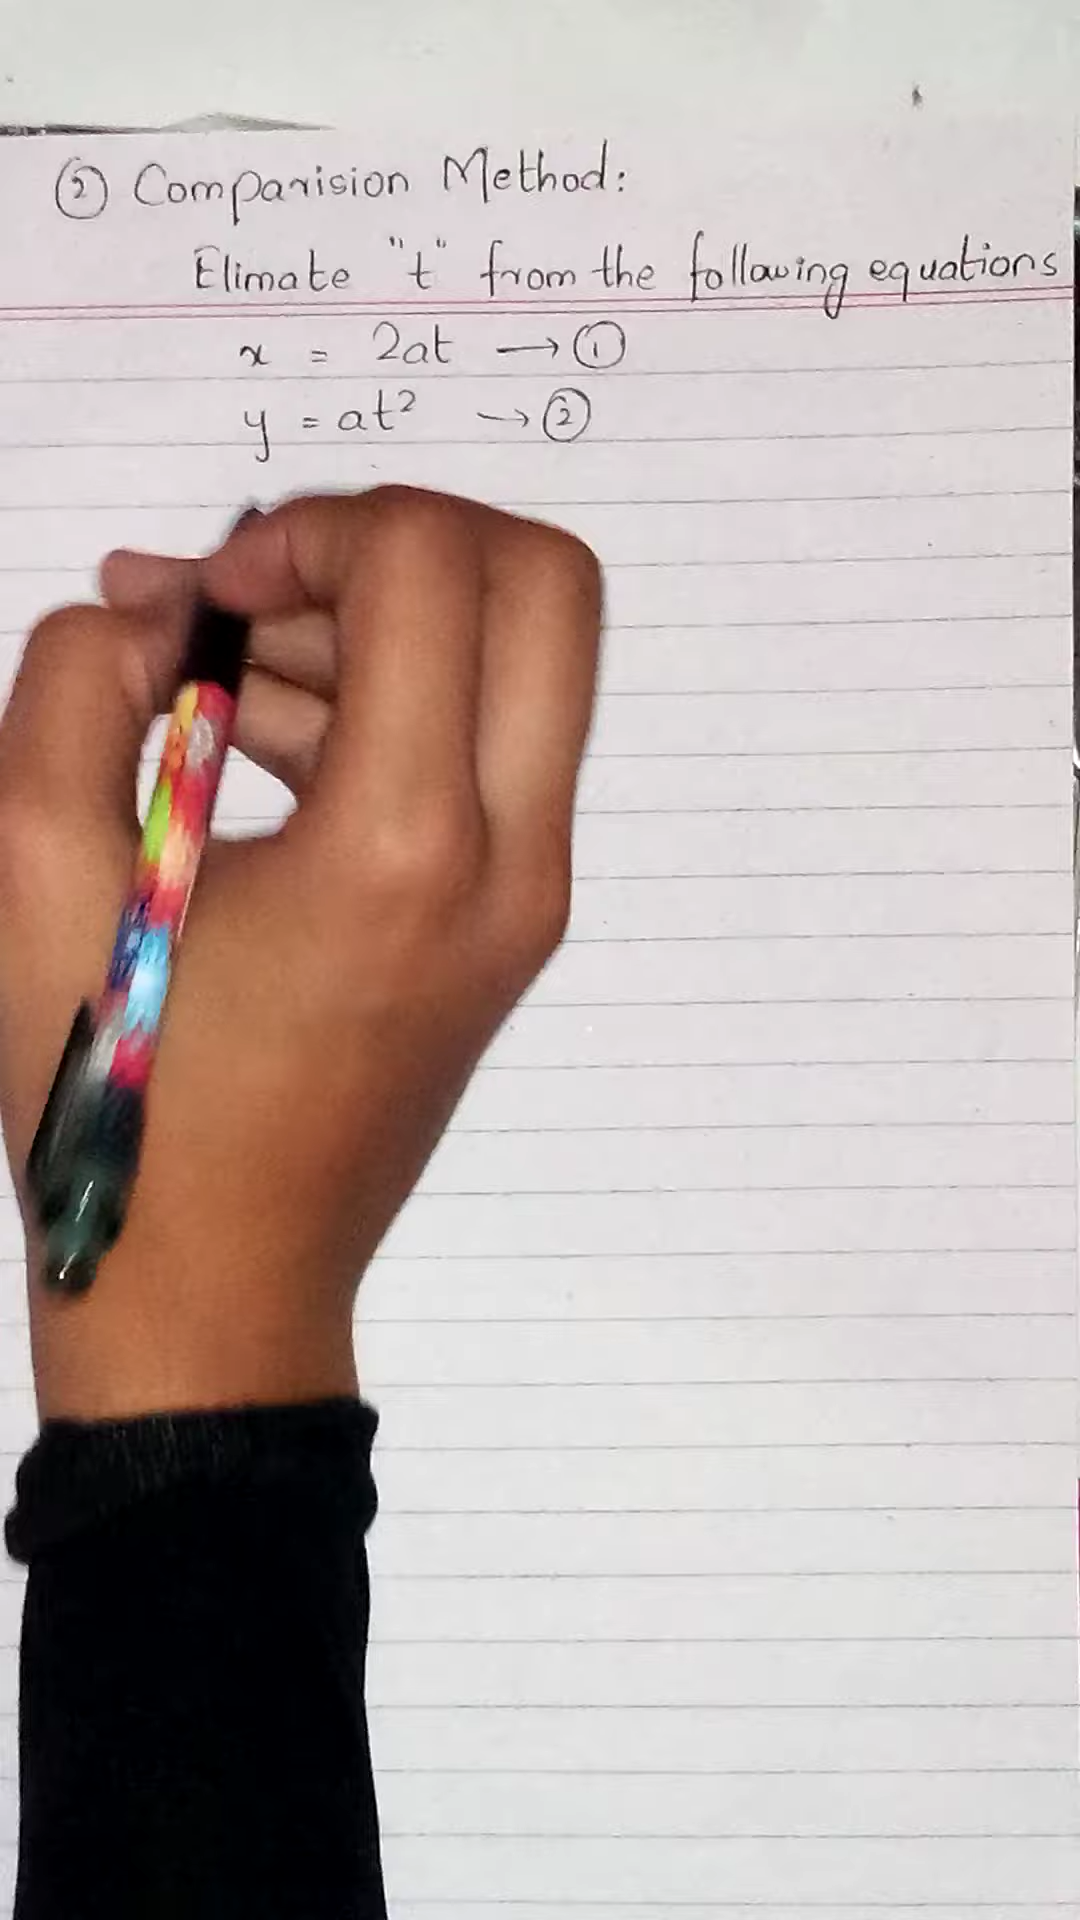 ② Comparision Method:
Elimate "t" from the following equations
x = 2at → ①
y = at² → ②